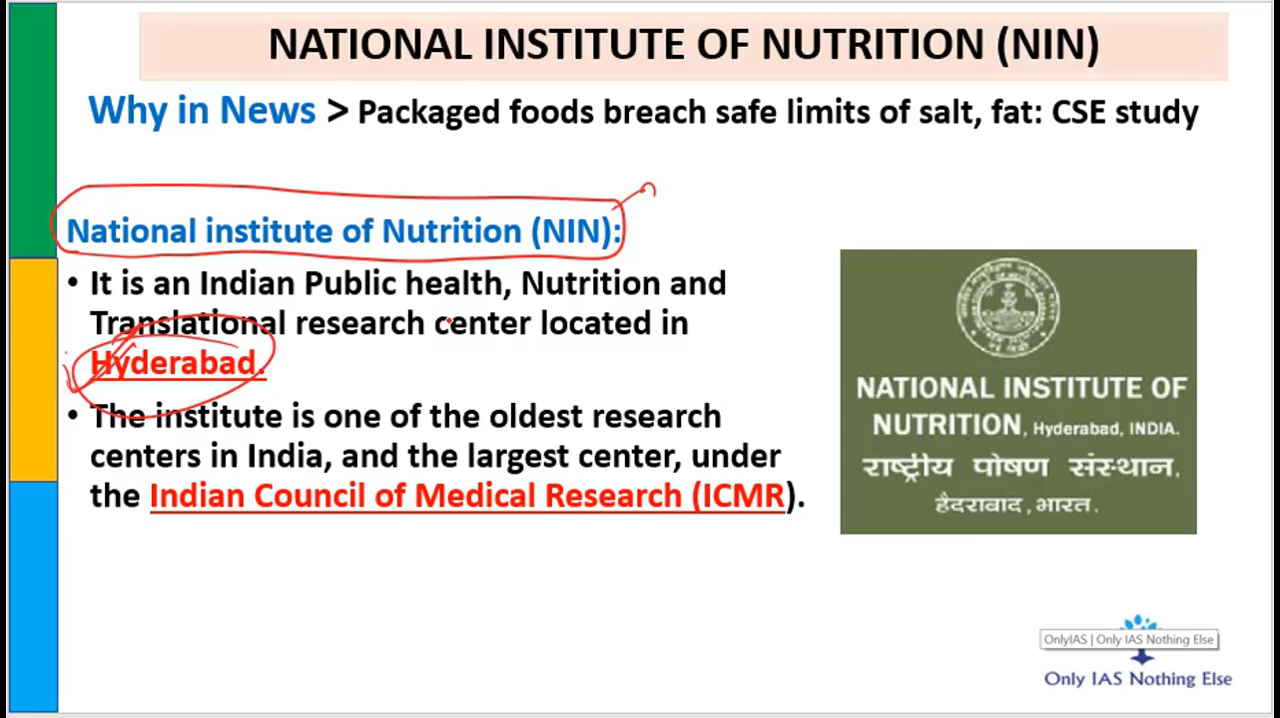 NATIONAL INSTITUTE OF NUTRITION (NIN)
Why in News > Packaged foods breach safe limits of salt, fat: CSE study
National institute of Nutrition (NIN):
• It is an Indian Public health, Nutrition and
Translational research center located in
Hyderabad.
• The institute is one of the oldest research
centers in India, and the largest center, under
the Indian Council of Medical Research (ICMR).
NATIONAL INSTITUTE OF
NUTRITION, Hyderabad, INDIA.
राष्ट्रीय पोषण संस्थान,
हैदराबाद, भारत.
OnlyIAS | Only IAS Nothing Else
Only IAS Nothing Else